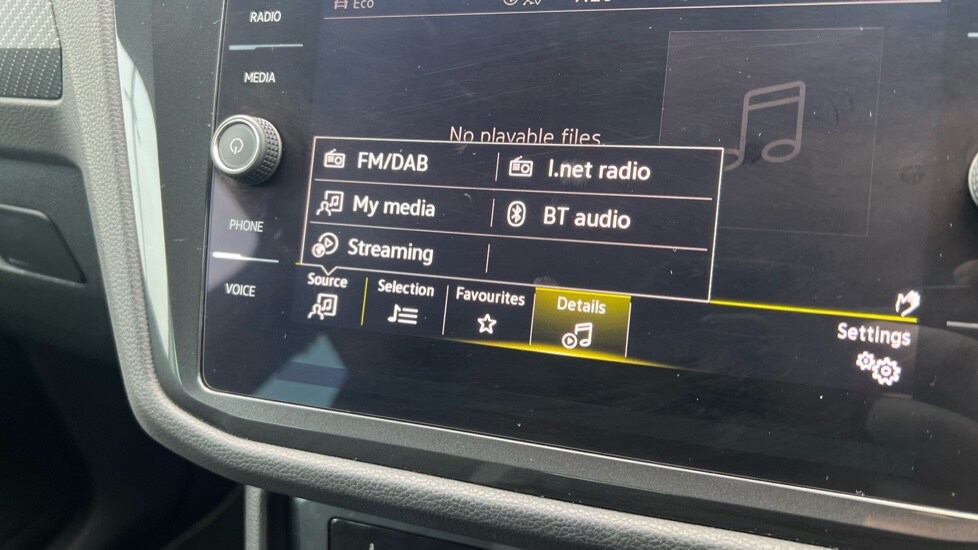 RADIO
Eco
MEDIA
No playable files.
FM/DAB
I.net radio
My media
BT audio
Streaming
PHONE
VOICE
Source
Selection
Favourites
Details
Settings